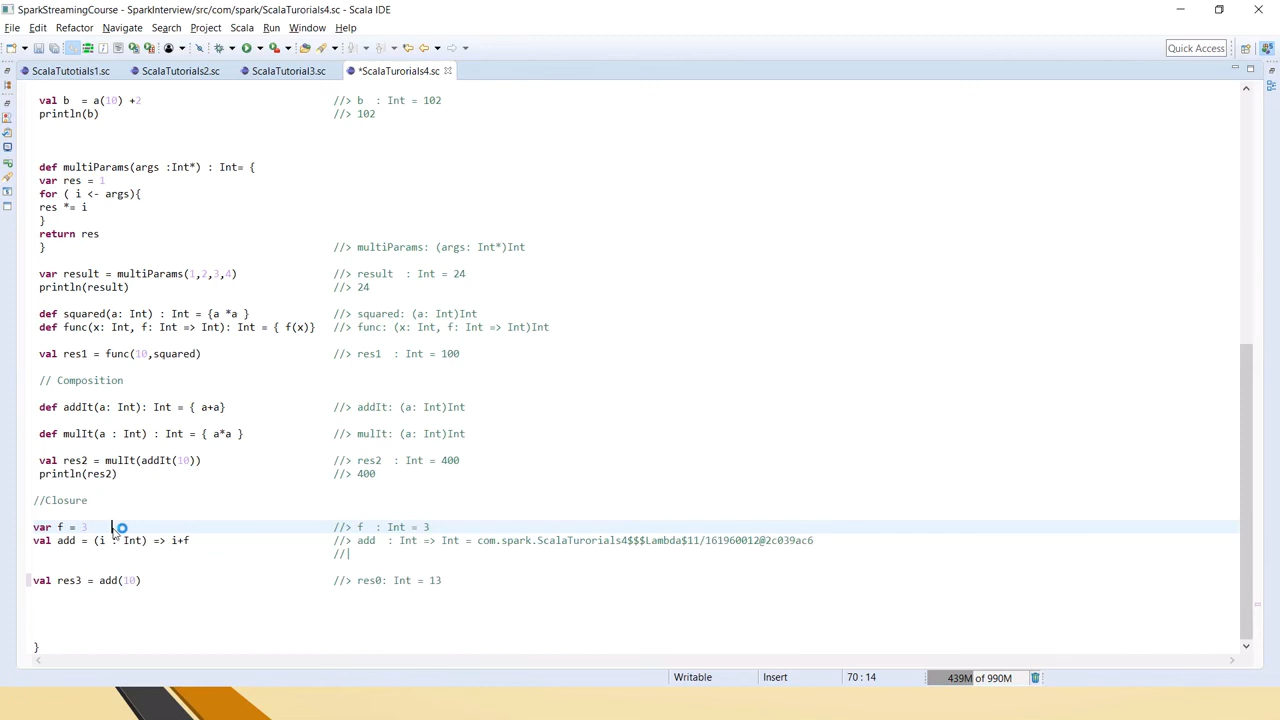 SparkStreamingCourse - SparkInterview/src/com/spark/ScalaTurorials4.sc - Scala IDE
File Edit Refactor Navigate Search Project Scala Run Window Help
Quick Access
ScalaTutotials1.sc ScalaTutorials2.sc ScalaTutorial3.sc *ScalaTurorials4.sc
val b = a(10) +2 //> b : Int = 102
println(b) //> 102
def multiParams(args :Int*) : Int= {
var res = 1
for ( i <- args){
res *= i
}
return res
} //> multiParams: (args: Int*)Int
var result = multiParams(1,2,3,4) //> result : Int = 24
println(result) //> 24
def squared(a: Int) : Int = {a *a } //> squared: (a: Int)Int
def func(x: Int, f: Int => Int): Int = { f(x)} //> func: (x: Int, f: Int => Int)Int
val res1 = func(10,squared) //> res1 : Int = 100
// Composition
def addIt(a: Int): Int = { a+a} //> addIt: (a: Int)Int
def mulIt(a : Int) : Int = { a*a } //> mulIt: (a: Int)Int
val res2 = mulIt(addIt(10)) //> res2 : Int = 400
println(res2) //> 400
//Closure
var f = 3 //> f : Int = 3
val add = (i : Int) => i+f //> add : Int => Int = com.spark.ScalaTurorials4$$$Lambda$11/161960012@2c039ac6
//|
val res3 = add(10) //> res0: Int = 13
}
Writable Insert 70 : 14 439M of 990M